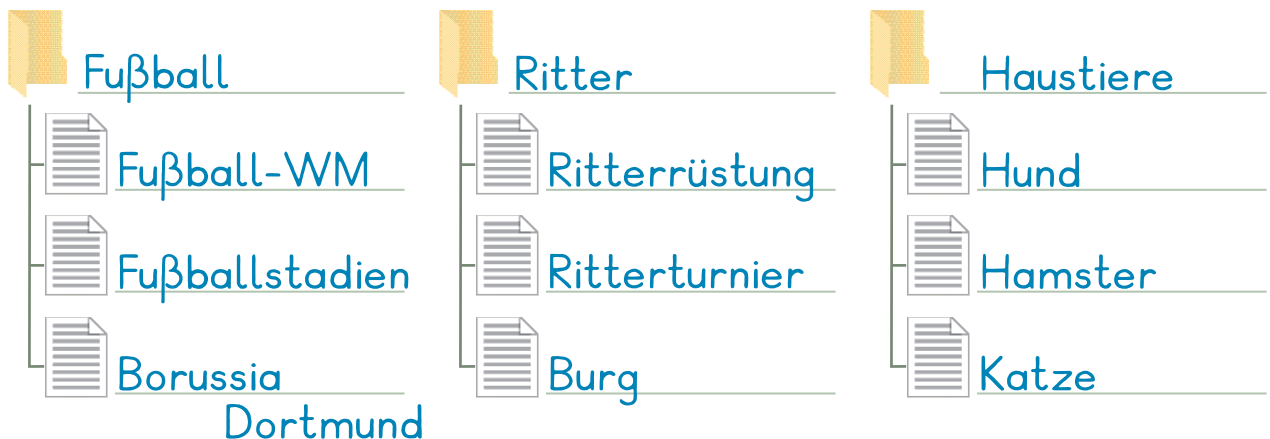 Fußball
Fußball-WM
Fußballstadien
Borussia
Dortmund
Ritter
Ritterrüstung
Ritterturnier
Burg
Haustiere
Hund
Hamster
Katze